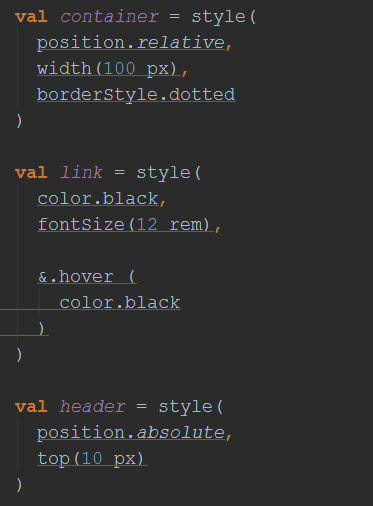 val container = style(
  position.relative,
  width(100 px),
  borderStyle.dotted
)

val link = style(
  color.black,
  fontSize(12 rem),

  &.hover (
    color.black
  )
)

val header = style(
  position.absolute,
  top(10 px)
)